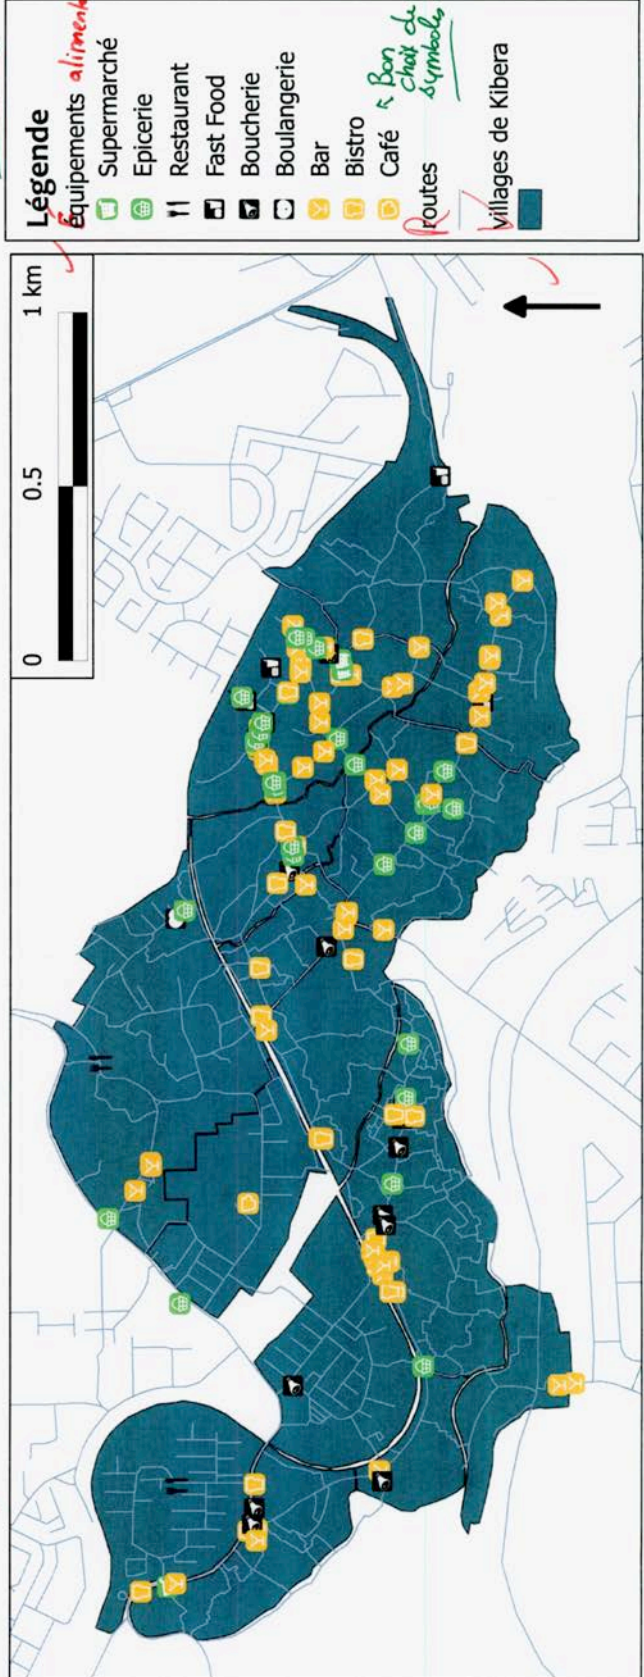 Légende
Équipements alimenta
Supermarché
Epicerie
Restaurant
Fast Food
Boucherie
Boulangerie
Bar
Bistro
Café
↖ Bon
choix de
symboles
Routes
Villages de Kibera
0
0.5
1 km